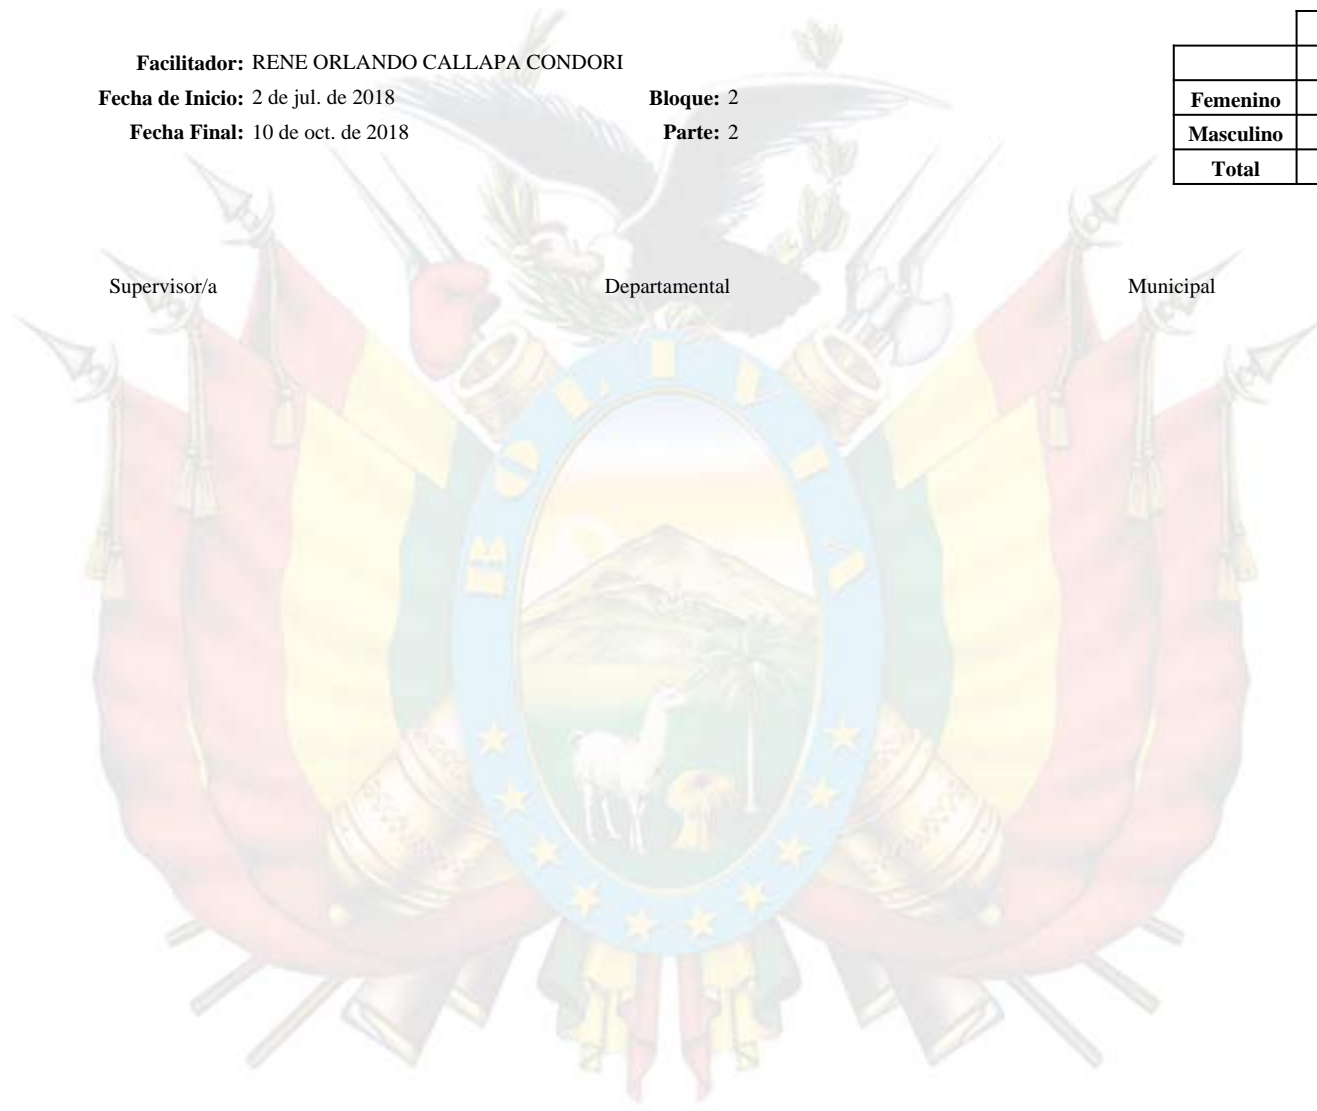 Facilitador: RENE ORLANDO CALLAPA CONDORI
Fecha de Inicio: 2 de jul. de 2018 Bloque: 2
Fecha Final: 10 de oct. de 2018 Parte: 2
Femenino
Masculino
Total
Supervisor/a Departamental Municipal
BOLIVIA